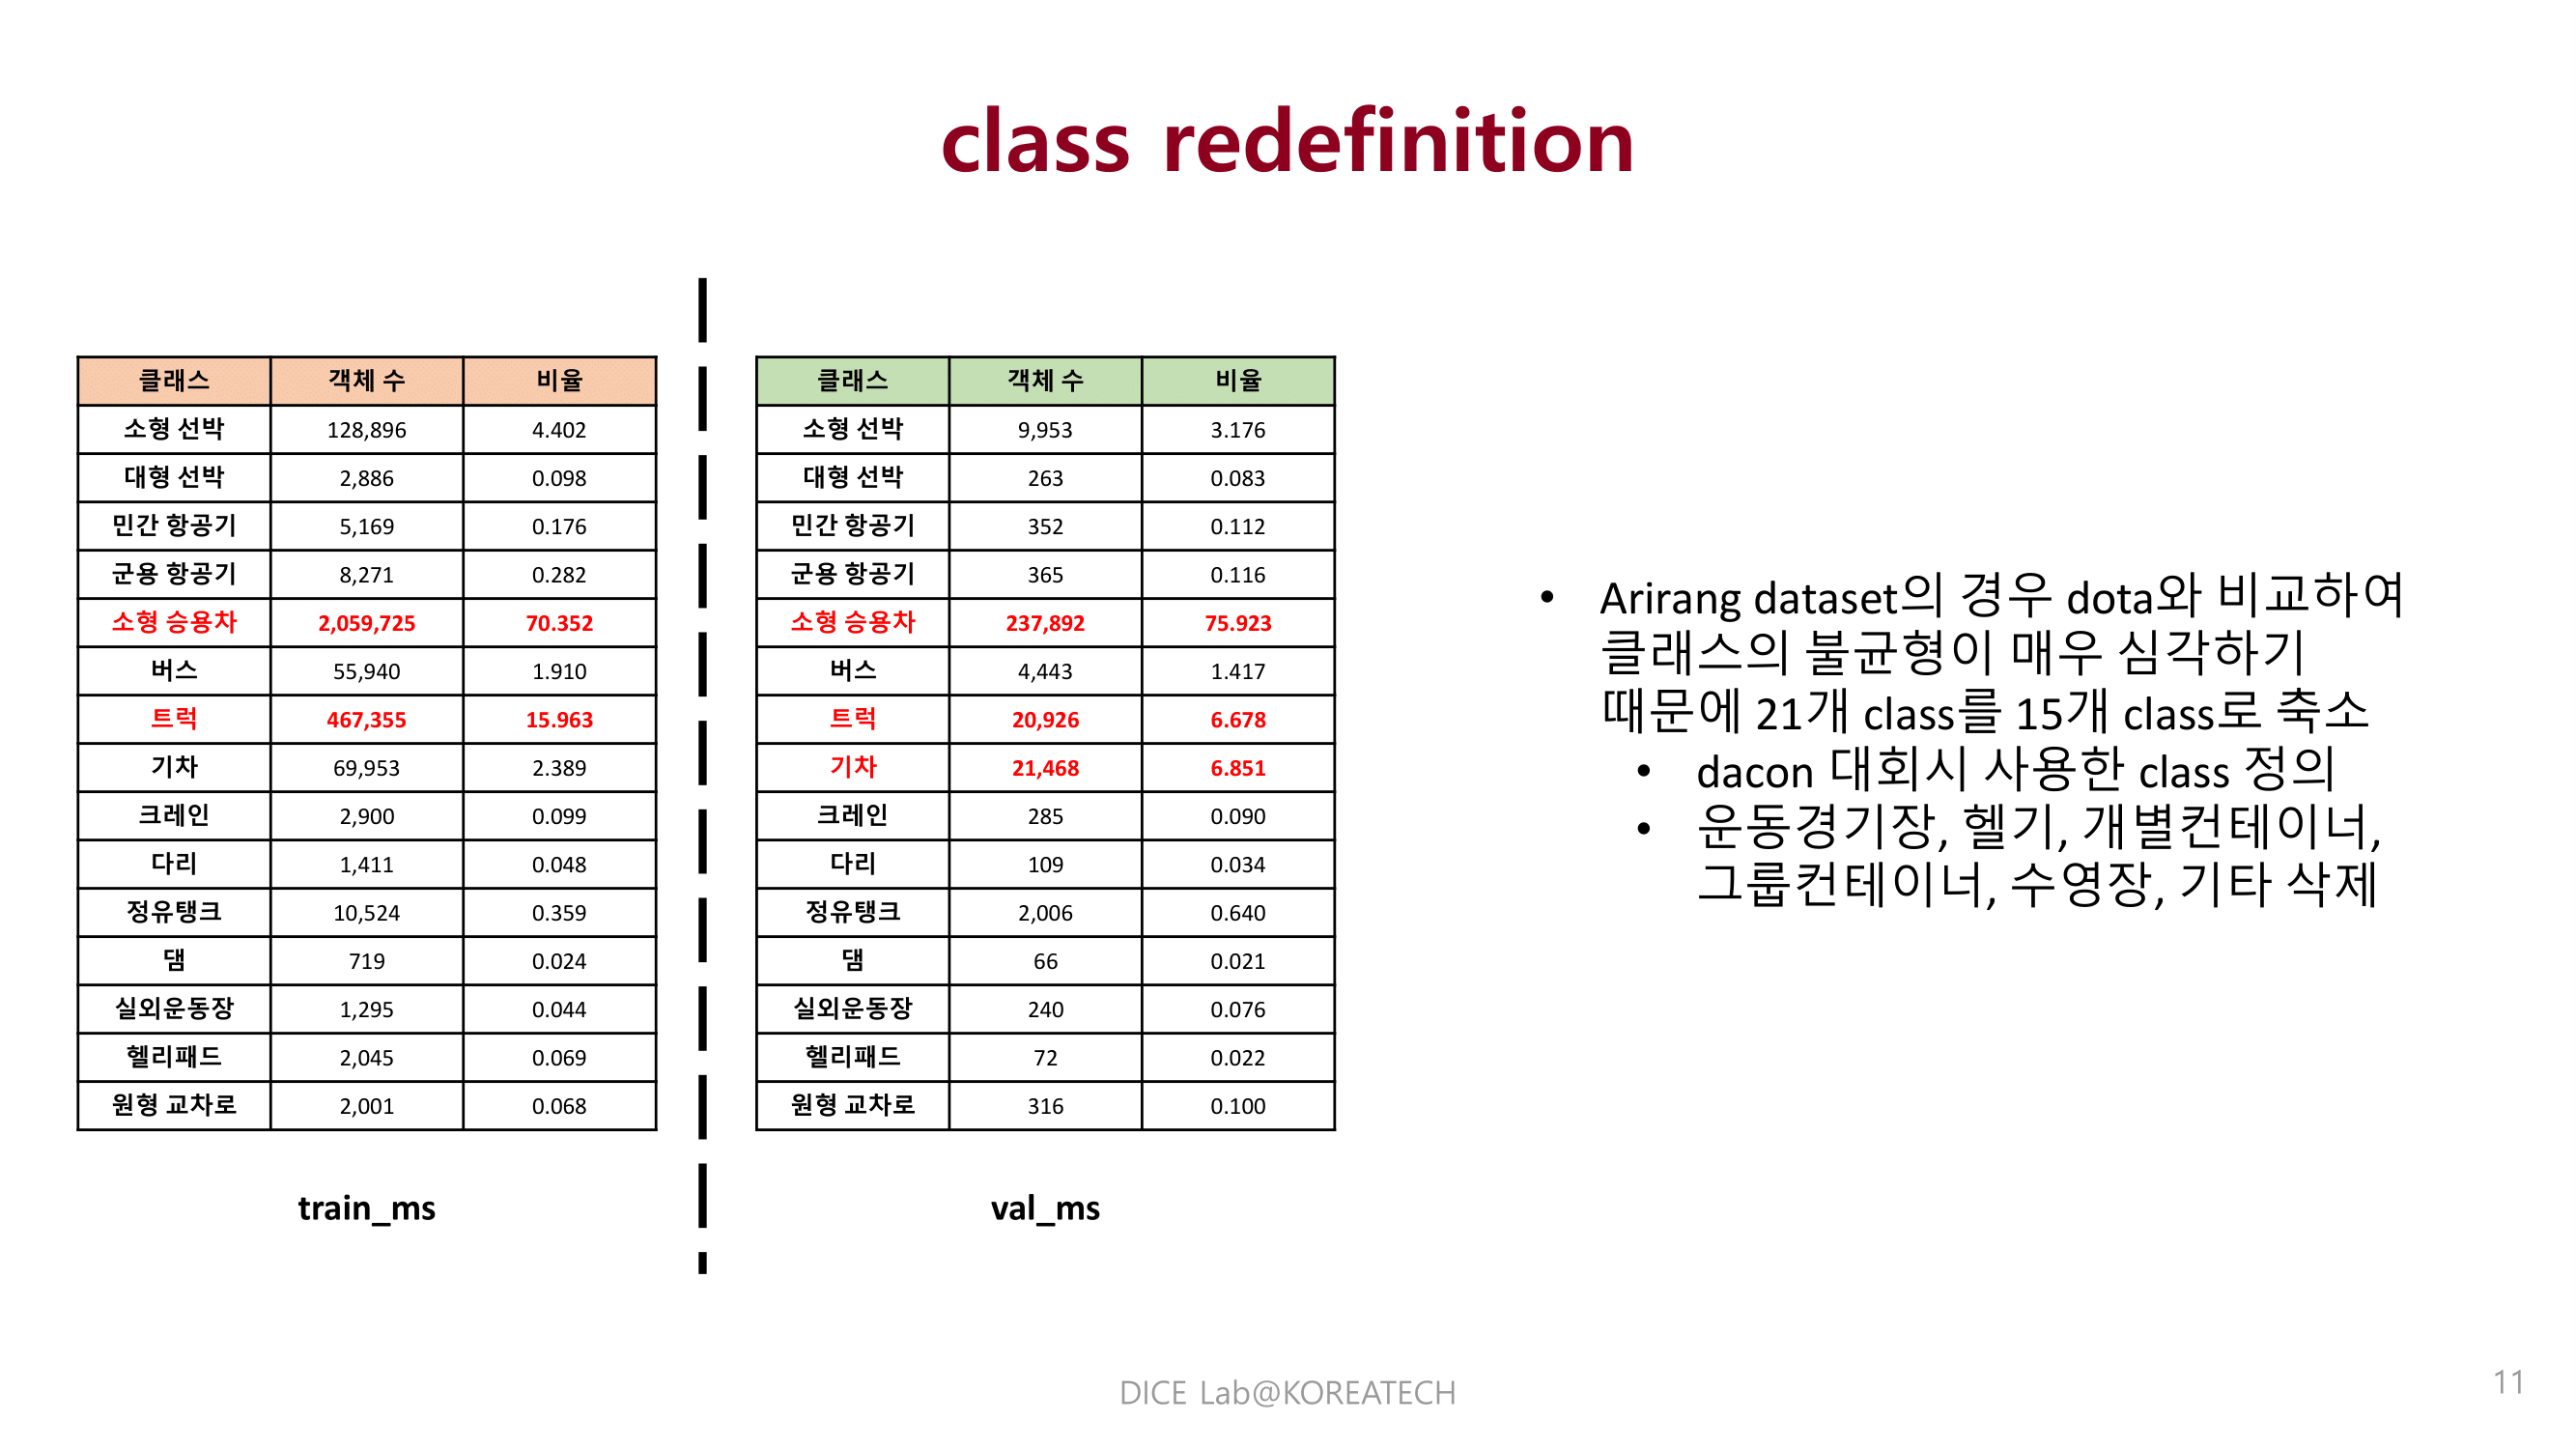 class redefinition
클래스 객체 수 비율
소형 선박 128,896 4.402
대형 선박 2,886 0.098
민간 항공기 5,169 0.176
군용 항공기 8,271 0.282
소형 승용차 2,059,725 70.352
버스 55,940 1.910
트럭 467,355 15.963
기차 69,953 2.389
크레인 2,900 0.099
다리 1,411 0.048
정유탱크 10,524 0.359
댐 719 0.024
실외운동장 1,295 0.044
헬리패드 2,045 0.069
원형 교차로 2,001 0.068
train_ms
클래스 객체 수 비율
소형 선박 9,953 3.176
대형 선박 263 0.083
민간 항공기 352 0.112
군용 항공기 365 0.116
소형 승용차 237,892 75.923
버스 4,443 1.417
트럭 20,926 6.678
기차 21,468 6.851
크레인 285 0.090
다리 109 0.034
정유탱크 2,006 0.640
댐 66 0.021
실외운동장 240 0.076
헬리패드 72 0.022
원형 교차로 316 0.100
val_ms
• Arirang dataset의 경우 dota와 비교하여
클래스의 불균형이 매우 심각하기
때문에 21개 class를 15개 class로 축소
• dacon 대회시 사용한 class 정의
• 운동경기장, 헬기, 개별컨테이너,
그룹컨테이너, 수영장, 기타 삭제
DICE Lab@KOREATECH
11